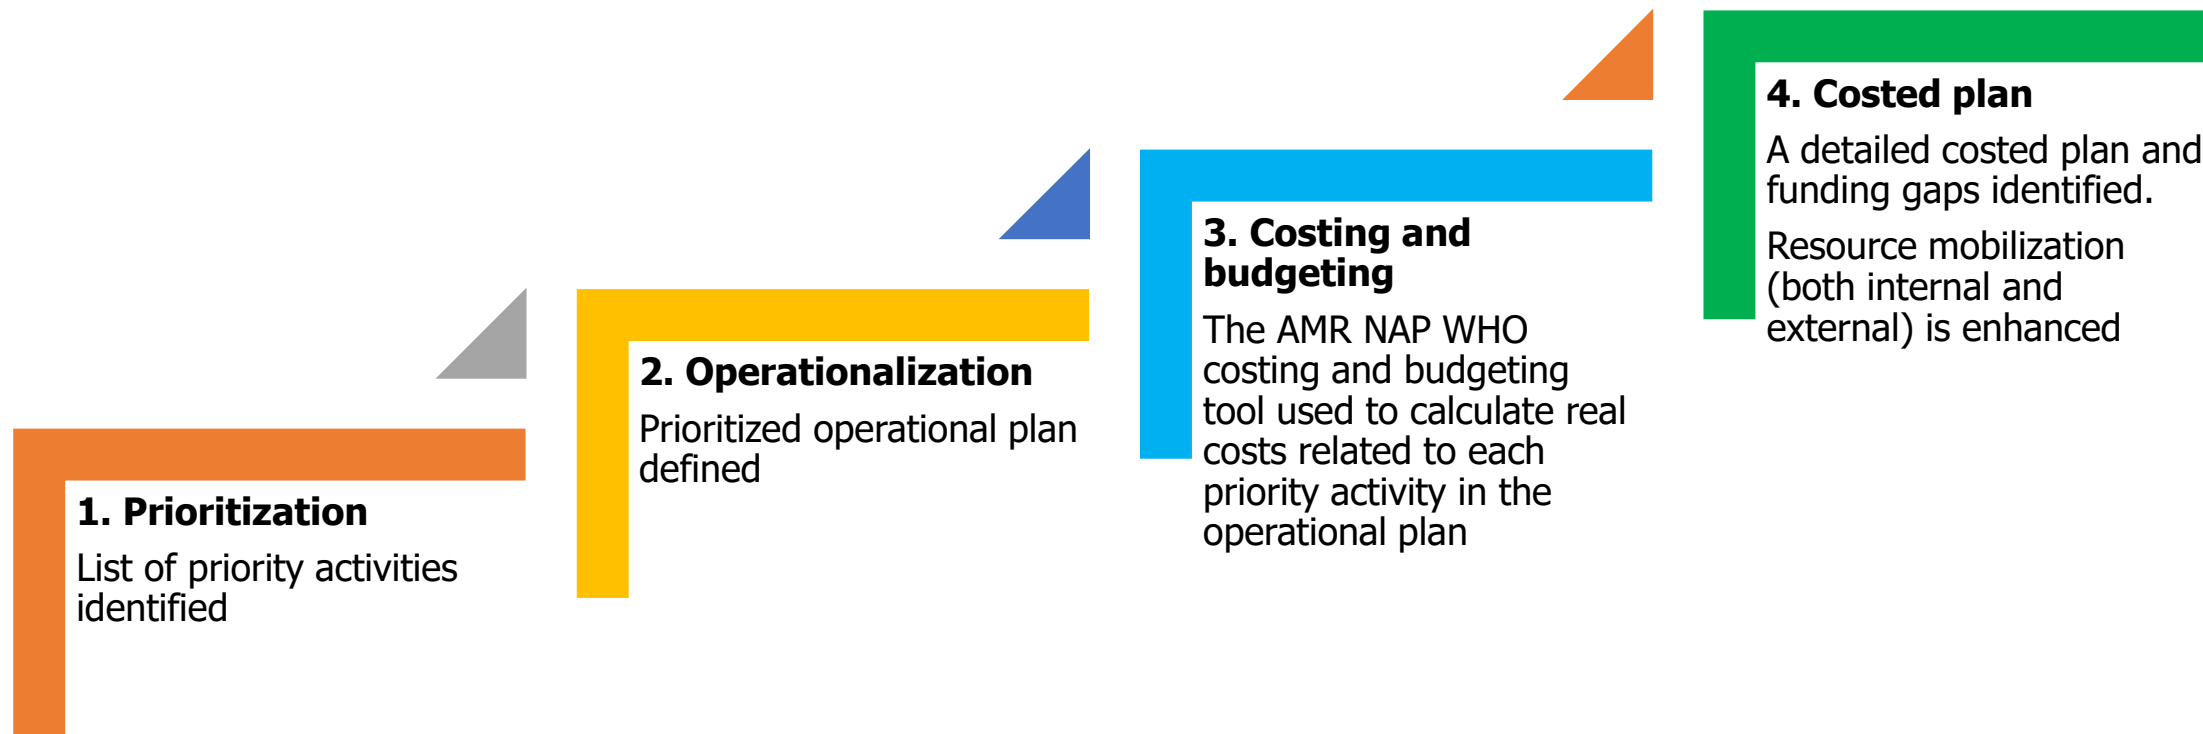 1. Prioritization
List of priority activities
identified
2. Operationalization
Prioritized operational plan
defined
3. Costing and
budgeting
The AMR NAP WHO
costing and budgeting
tool used to calculate real
costs related to each
priority activity in the
operational plan
4. Costed plan
A detailed costed plan and
funding gaps identified.
Resource mobilization
(both internal and
external) is enhanced